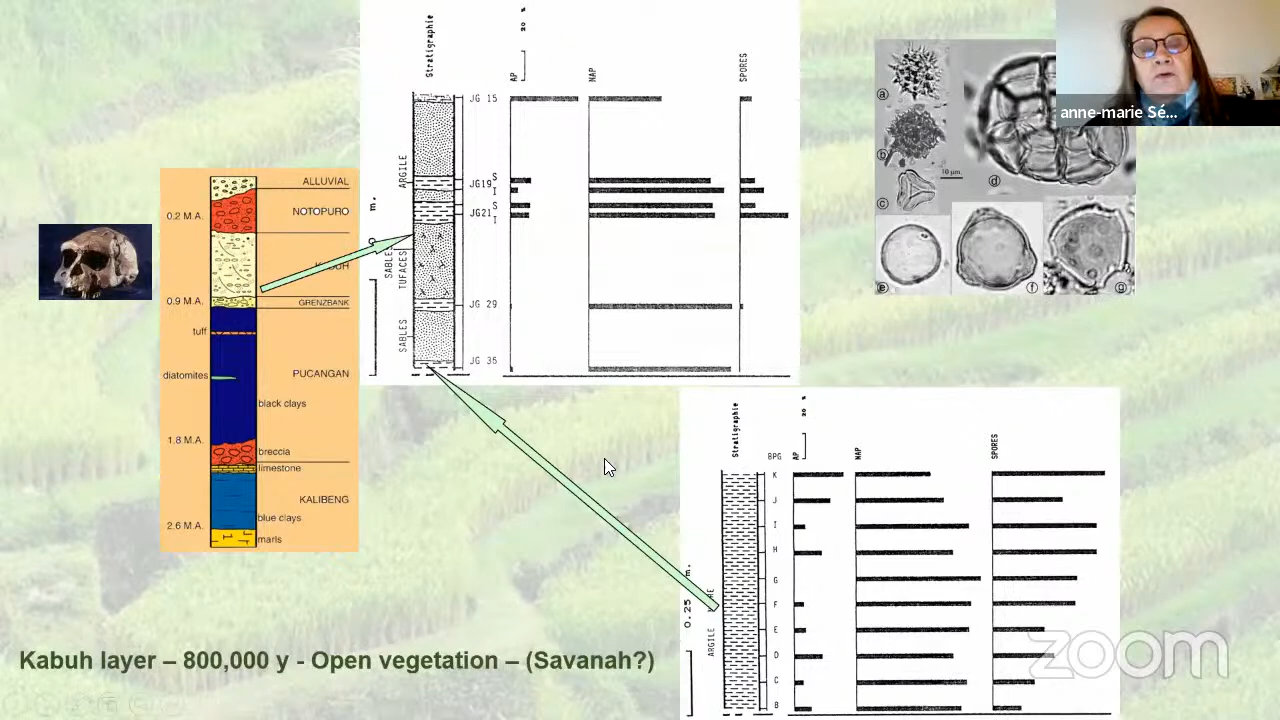 Stratigraphie
AP
20 %
NAP
SPORES
JG 15
S
JG19
S
JG21
JG 29
JG 35
ARGILE
SABLES
TUFACES
SABLES
m.
ALLUVIAL
NOTOPURO
0.2 M.A.
0.9 M.A.
GRENZBANK
tuff
diatomites
PUCANGAN
black clays
1.8 M.A.
breccia
limestone
KALIBENG
blue clays
2.6 M.A.
marls
a
b
c
10 µm.
d
e
f
g
anne-marie Sé...
Stratigraphie
BPG
AP
20 %
NAP
SPORES
K
J
I
H
G
F
E
D
C
B
0.25 m.
ARGILE
Kabuh layer – 800,000 y - Open vegetation – (Savanah?)
zoom